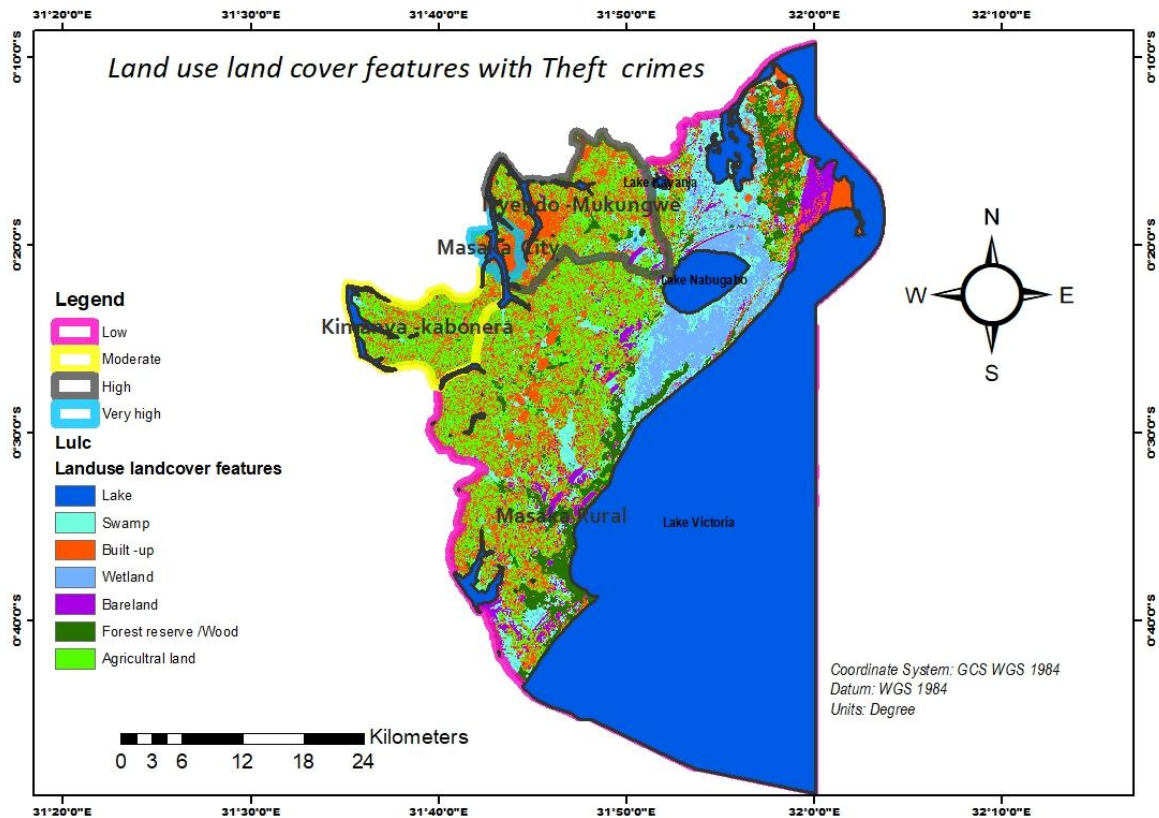 31°20'0"E 31°30'0"E 31°40'0"E 31°50'0"E 32°0'0"E 32°10'0"E
Land use land cover features with Theft crimes
0°10'0"S 0°10'0"S
0°20'0"S 0°20'0"S
0°30'0"S 0°30'0"S
0°40'0"S 0°40'0"S
Lake Kayanja
-Mukungwe
Masaka City
Lake Nabugabo
Kimanya -kabonera
Masaka Rural
Lake Victoria
N
W E
S
Legend
Low
Moderate
High
Very high
Lulc
Landuse landcover features
Lake
Swamp
Built -up
Wetland
Bareland
Forest reserve /Wood
Agricultral land
Coordinate System: GCS WGS 1984
Datum: WGS 1984
Units: Degree
Kilometers
0 3 6 12 18 24
31°20'0"E 31°30'0"E 31°40'0"E 31°50'0"E 32°0'0"E 32°10'0"E